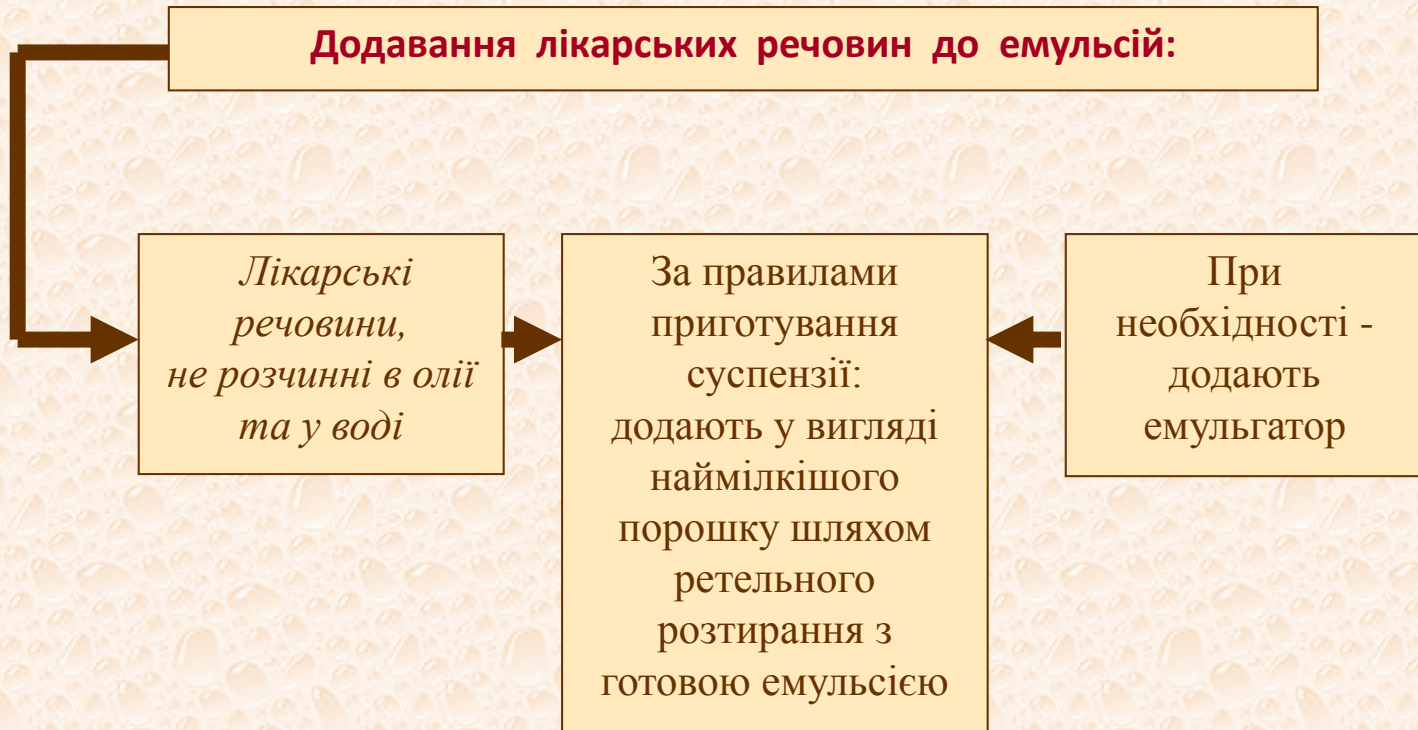 Додавання лікарських речовин до емульсій:
Лікарські
речовини,
не розчинні в олії
та у воді
За правилами
приготування
суспензії:
додають у вигляді
наймілкішого
порошку шляхом
ретельного
розтирання з
готовою емульсією
При
необхідності -
додають
емульгатор